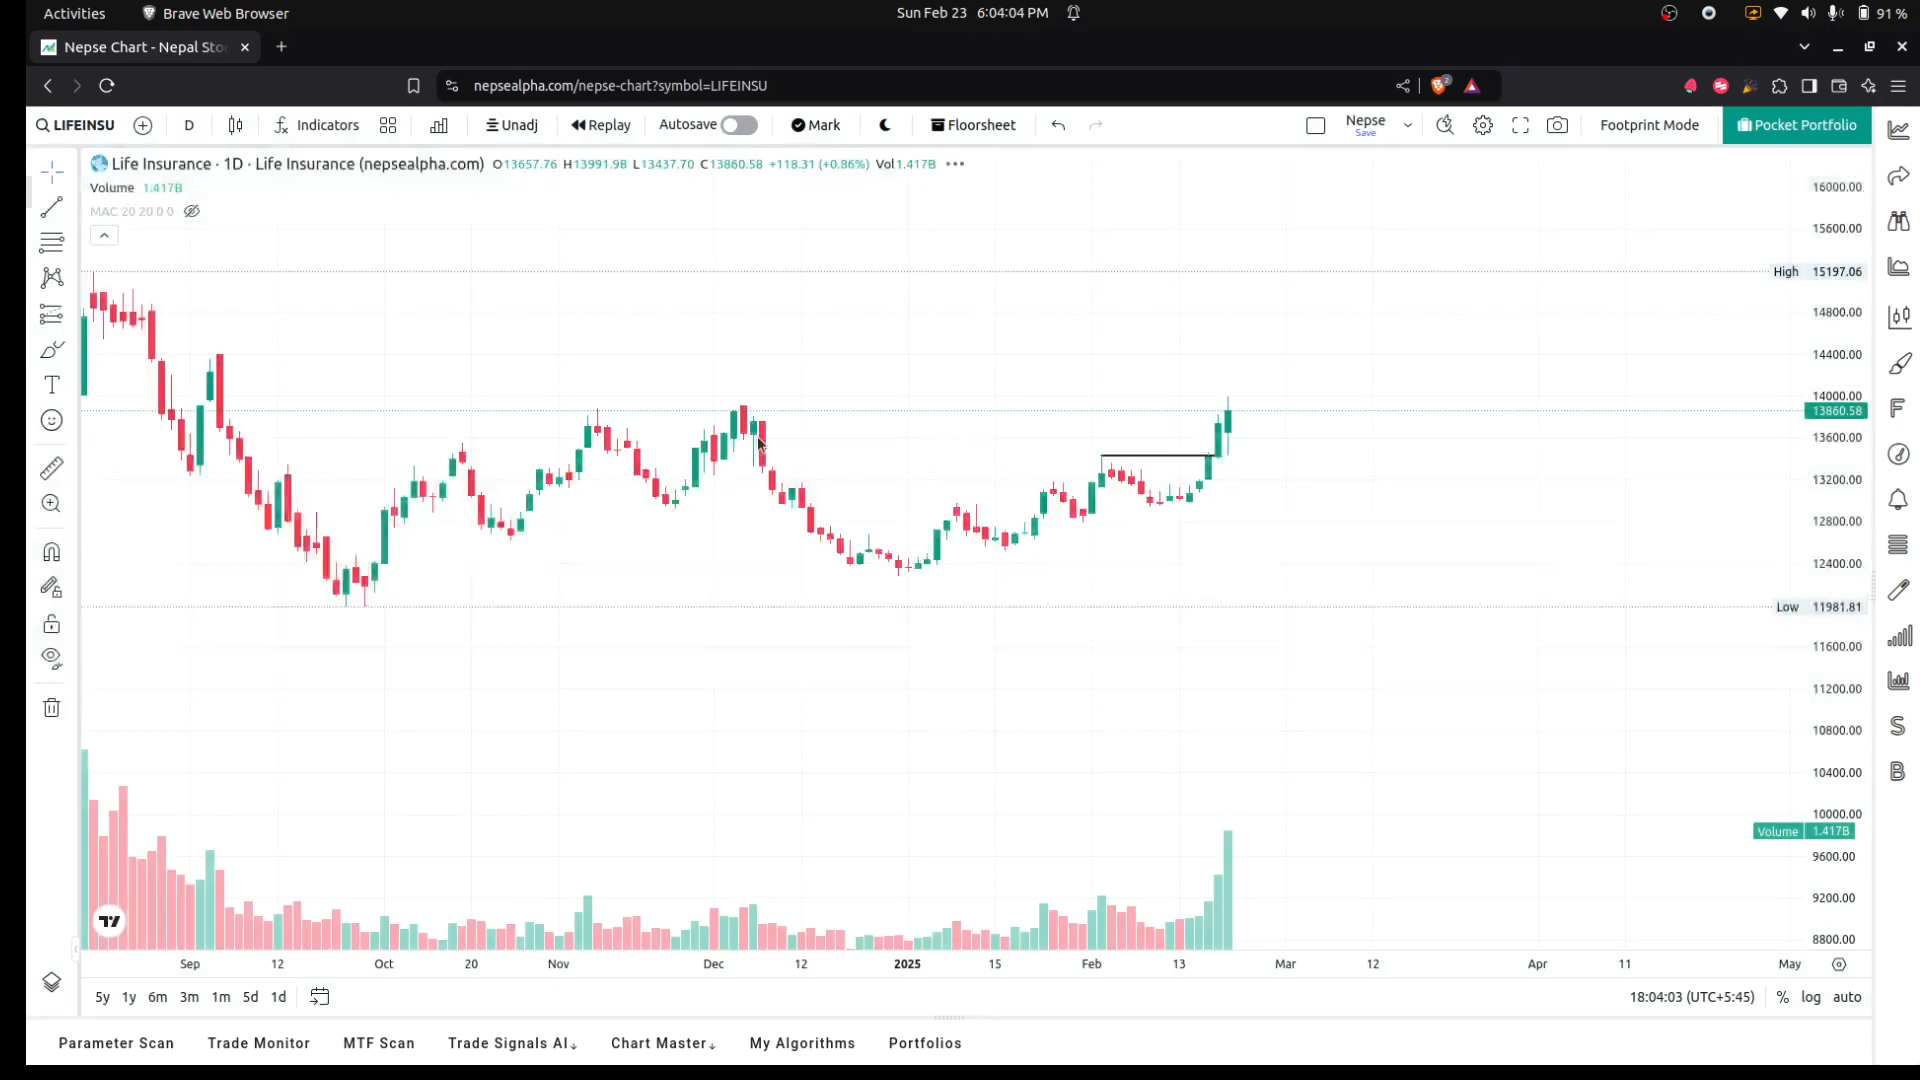 Activities Brave Web Browser Sun Feb 23 6:04:04 PM 91 %
Nepse Chart - Nepal Sto
nepsealpha.com/nepse-chart?symbol=LIFEINSU 2
LIFEINSU D Indicators Unadj Replay Autosave Mark Floorsheet Nepse Save Footprint Mode Pocket Portfolio
Life Insurance · 1D · Life Insurance (nepsealpha.com) O13657.76 H13991.98 L13437.70 C13860.58 +118.31 (+0.86%) Vol1.417B
Volume 1.417B
MAC 20 20 0 0
16000.00
15600.00
High 15197.06
14800.00
14400.00
14000.00
13860.58
13600.00
13200.00
12800.00
12400.00
Low 11981.81
11600.00
11200.00
10800.00
10400.00
10000.00
Volume 1.417B
9600.00
9200.00
8800.00
F
S
B
T
Sep 12 Oct 20 Nov Dec 12 2025 15 Feb 13 Mar 12 Apr 11 May
5y 1y 6m 3m 1m 5d 1d 18:04:03 (UTC+5:45) % log auto
Parameter Scan Trade Monitor MTF Scan Trade Signals AI↓ Chart Master↓ My Algorithms Portfolios